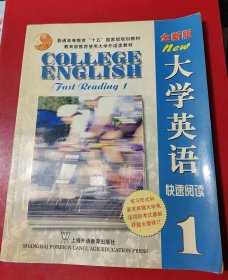 普通高等教育“十五”国家级规划教材
教育部推荐使用大学外语类教材
COLLEGE
ENGLISH
Fast Reading 1
全新版
New
大学英语
快速阅读
1
上海外语教育出版社
SHANGHAI FOREIGN LANGUAGE EDUCATION PRESS